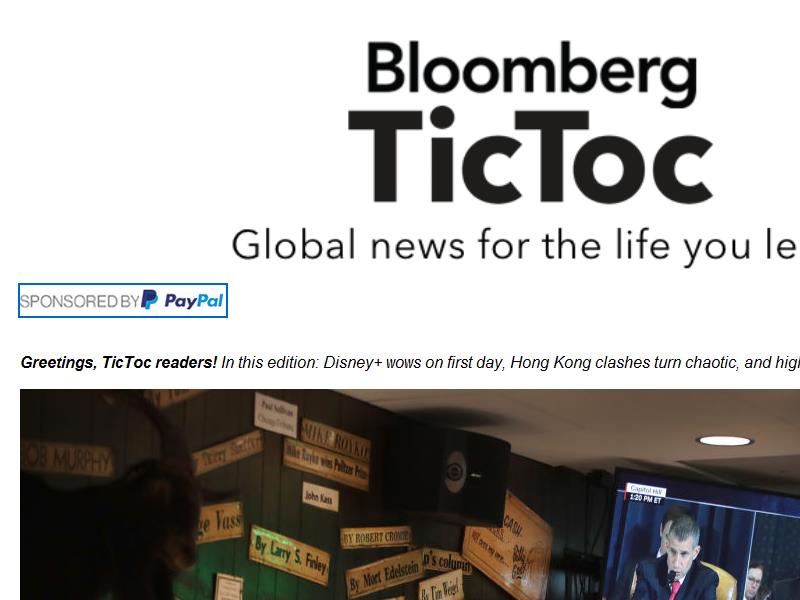 Bloomberg
TicToc
Global news for the life you le
SPONSORED BY PayPal
Greetings, TicToc readers! In this edition: Disney+ wows on first day, Hong Kong clashes turn chaotic, and hig
Paul Sullivan
Chicago Tribune
MIKE ROYKO
Mike Royko wins Pulitzer Prize
OB MURPHY
John Kass
ge Vass
By Larry S. Finley
BY ROBERT CROMIE
By Mort Edelstein
p's column
By Tim Weigel
CASH
Capitol Hill
1:20 PM ET